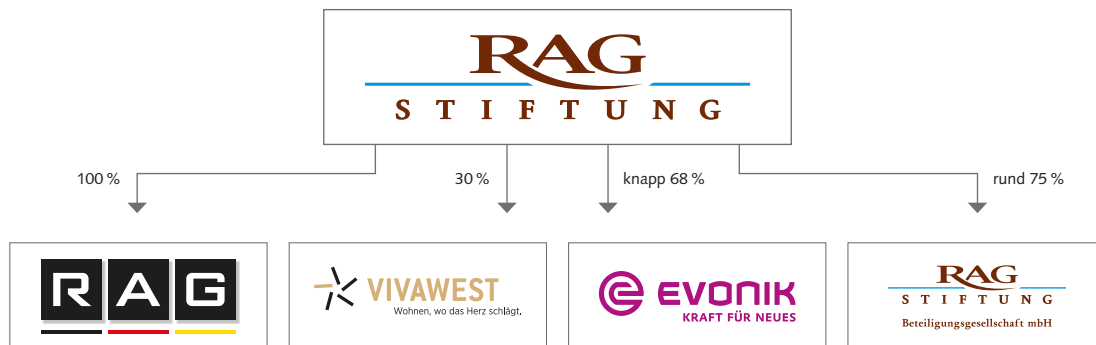 RAG
STIFTUNG
100 %
30 %
knapp 68 %
rund 75 %
RAG
VIVAWEST
Wohnen, wo das Herz schlägt.
EVONIK
KRAFT FÜR NEUES
RAG
STIFTUNG
Beteiligungsgesellschaft mbH